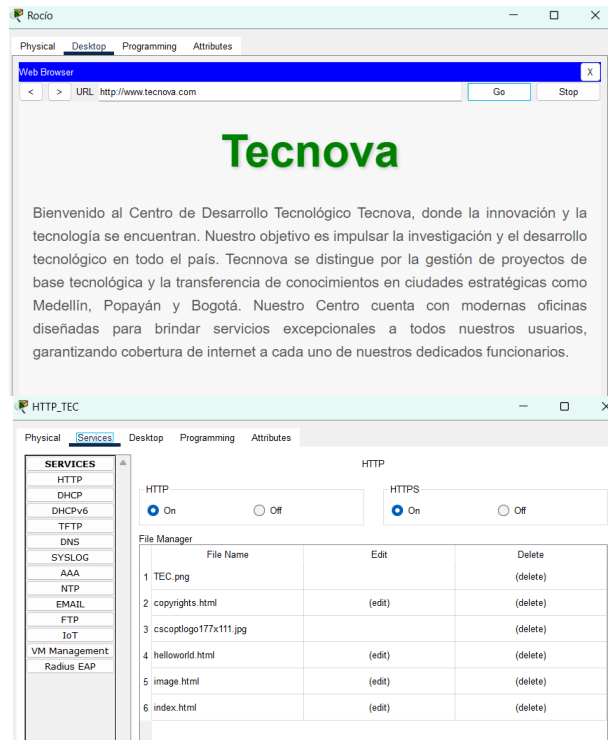 Rocío
Physical Desktop Programming Attributes
Web Browser X
< > URL http://www.tecnova.com Go Stop
Tecnova
Bienvenido al Centro de Desarrollo Tecnológico Tecnova, donde la innovación y la
tecnología se encuentran. Nuestro objetivo es impulsar la investigación y el desarrollo
tecnológico en todo el país. Tecnnova se distingue por la gestión de proyectos de
base tecnológica y la transferencia de conocimientos en ciudades estratégicas como
Medellín, Popayán y Bogotá. Nuestro Centro cuenta con modernas oficinas
diseñadas para brindar servicios excepcionales a todos nuestros usuarios,
garantizando cobertura de internet a cada uno de nuestros dedicados funcionarios.
HTTP_TEC
Physical Services Desktop Programming Attributes
SERVICES
HTTP
DHCP
DHCPv6
TFTP
DNS
SYSLOG
AAA
NTP
EMAIL
FTP
IoT
VM Management
Radius EAP
HTTP
HTTP
On Off
HTTPS
On Off
File Manager
File Name Edit Delete
1 TEC.png (delete)
2 copyrights.html (edit) (delete)
3 cscoptlogo177x111.jpg (delete)
4 helloworld.html (edit) (delete)
5 image.html (edit) (delete)
6 index.html (edit) (delete)